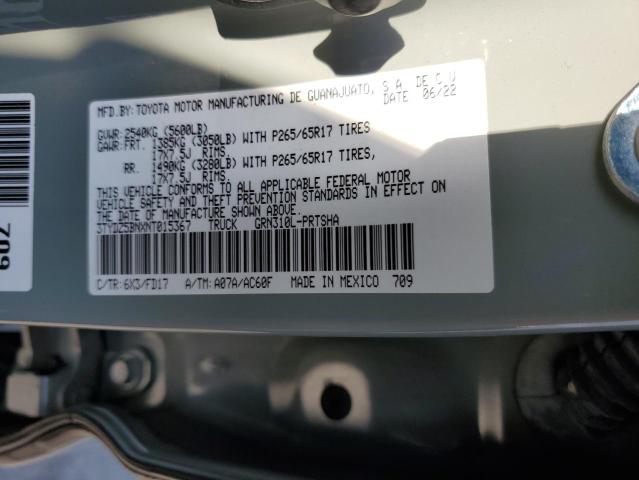 MFD.BY: TOYOTA MOTOR MANUFACTURING DE GUANAJUATO, S.A. DE C.V
DATE 06/22
GVWR: 2540KG (5600LB)
GAWR: FRT. 1385KG (3050LB) WITH P265/65R17 TIRES
17X7.5J RIMS
RR. 1490KG (3280LB) WITH P265/65R17 TIRES,
17X7.5J RIMS.
THIS VEHICLE CONFORMS TO ALL APPLICABLE FEDERAL MOTOR
VEHICLE SAFETY AND THEFT PREVENTION STANDARDS IN EFFECT ON
THE DATE OF MANUFACTURE SHOWN ABOVE.
3TYDZ5BNXNT015367 TRUCK GRN310L-PRTSHA
C/TR: 6X3/FD17 A/TM: A07A/AC60F MADE IN MEXICO 709